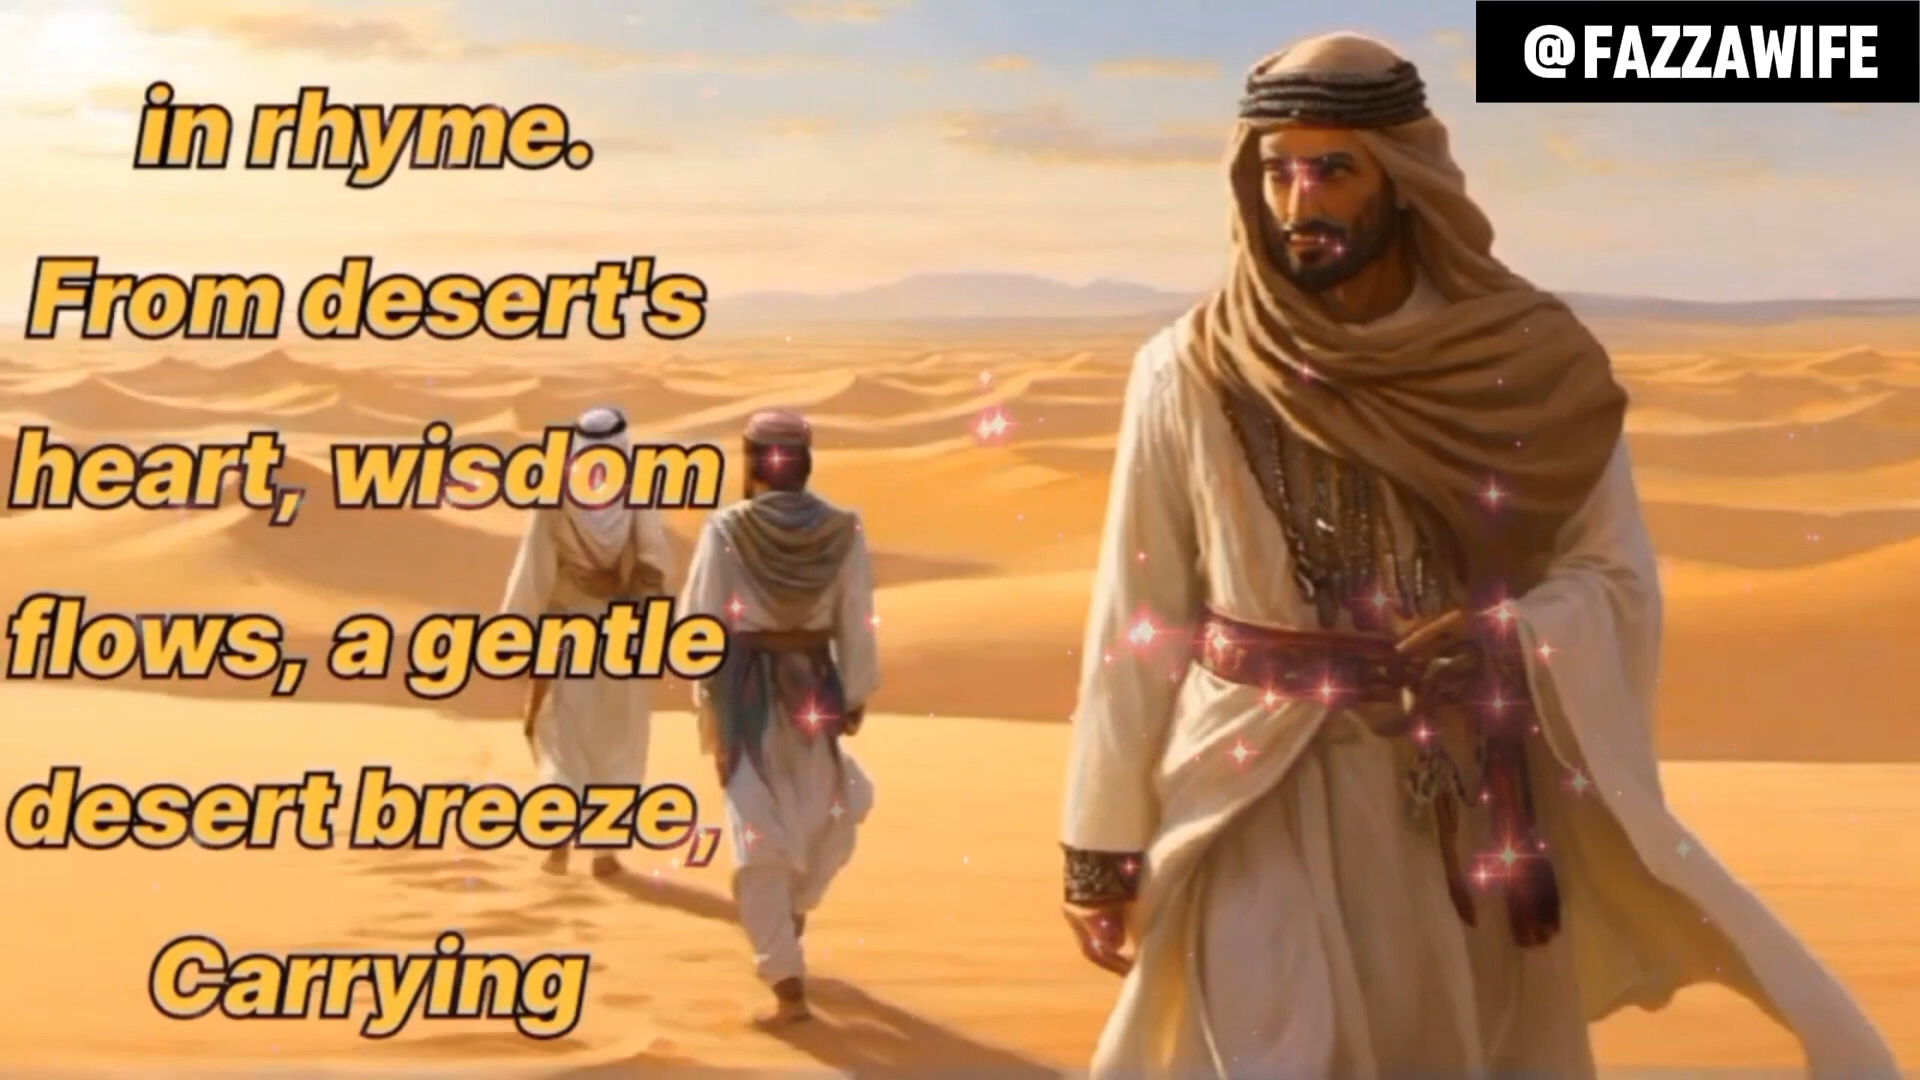 @FAZZAWIFE
in rhyme.
From desert's
heart, wisdom
flows, a gentle
desert breeze,
Carrying